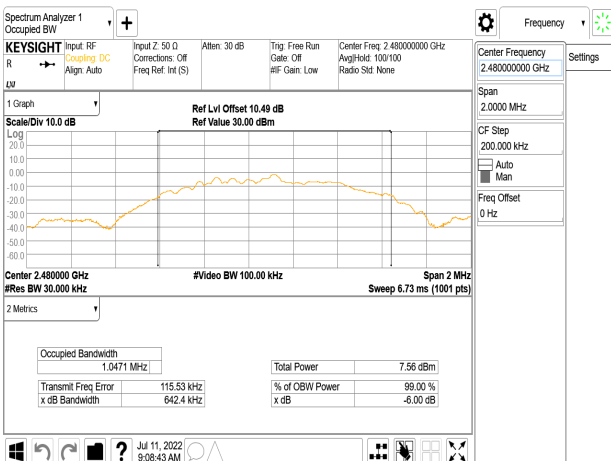 Spectrum Analyzer 1
Occupied BW
+
Frequency
KEYSIGHT
R
Input: RF
Coupling: DC
Align: Auto
Input Z: 50 Ω
Corrections: Off
Freq Ref: Int (S)
Atten: 30 dB
Trig: Free Run
Gate: Off
#IF Gain: Low
Center Freq: 2.480000000 GHz
Avg|Hold: 100/100
Radio Std: None
Center Frequency
2.480000000 GHz
Settings
Span
2.0000 MHz
CF Step
200.000 kHz
Auto
Man
Freq Offset
0 Hz
1 Graph
Scale/Div 10.0 dB
Ref Lvl Offset 10.49 dB
Ref Value 30.00 dBm
Log
20.0
10.0
0.00
-10.0
-20.0
-30.0
-40.0
-50.0
-60.0
Center 2.480000 GHz
#Video BW 100.00 kHz
Span 2 MHz
#Res BW 30.000 kHz
Sweep 6.73 ms (1001 pts)
2 Metrics
Occupied Bandwidth
1.0471 MHz
Total Power 7.56 dBm
Transmit Freq Error 115.53 kHz
% of OBW Power 99.00 %
x dB Bandwidth 642.4 kHz
x dB -6.00 dB
?
Jul 11, 2022
9:08:43 AM